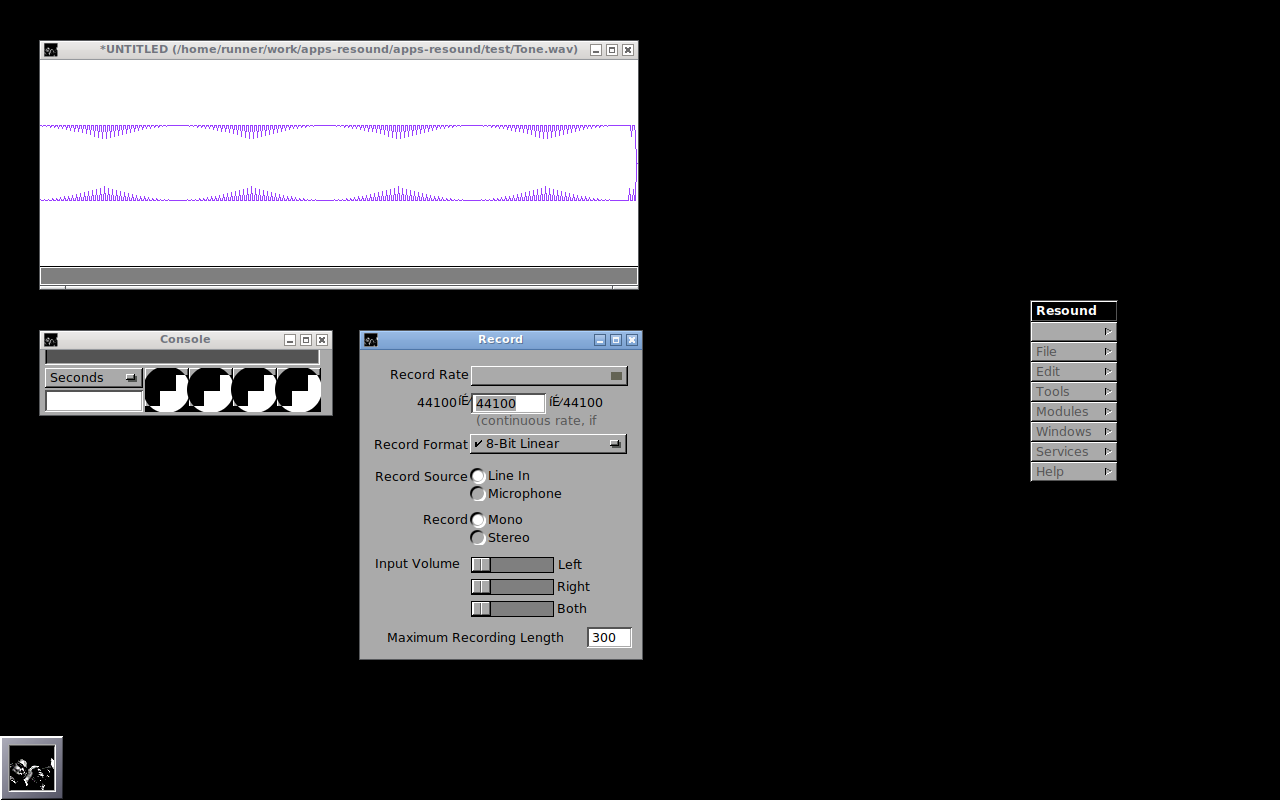 *UNTITLED (/home/runner/work/apps-resound/apps-resound/test/Tone.wav)
Console
Seconds
Record
Record Rate
44100íÉ⁄ 44100 íÉ⁄44100
(continuous rate, if
Record Format ✔ 8-Bit Linear
Record Source Line In
Microphone
Record Mono
Stereo
Input Volume Left
Right
Both
Maximum Recording Length 300
Resound
File
Edit
Tools
Modules
Windows
Services
Help